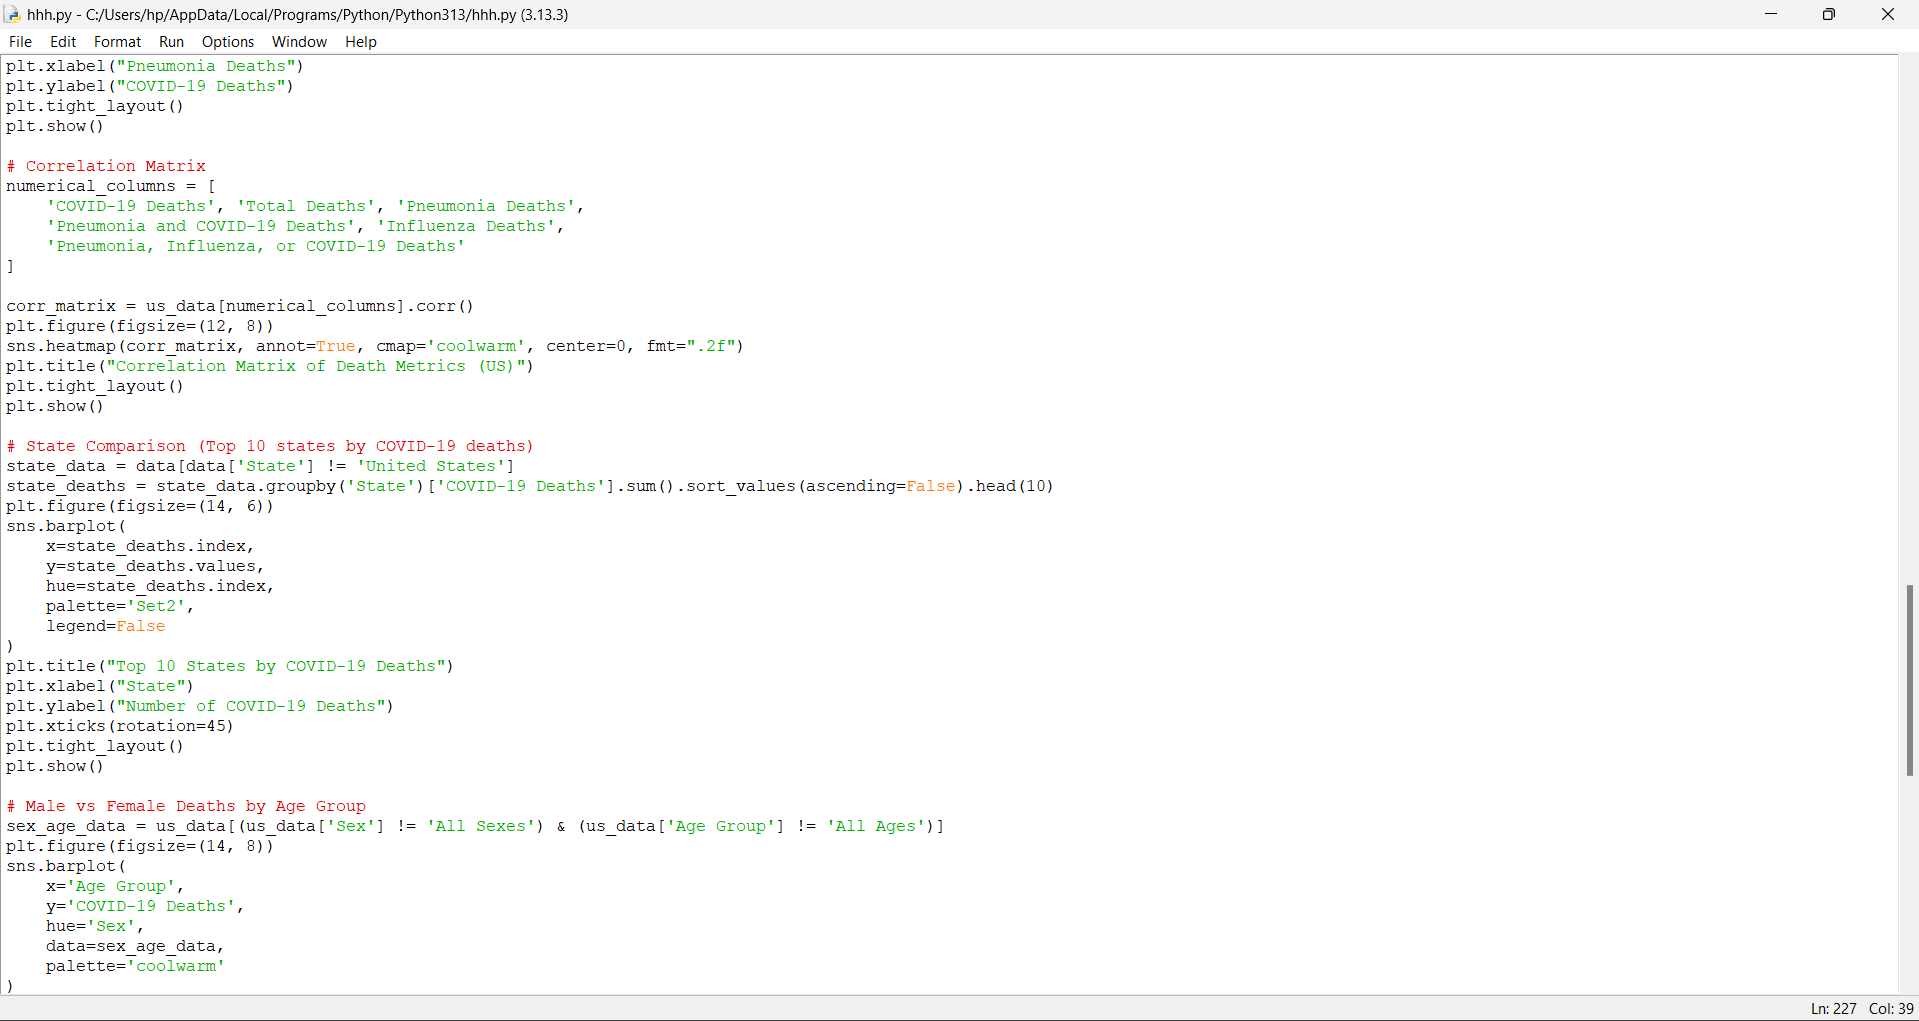 hhh.py - C:/Users/hp/AppData/Local/Programs/Python/Python313/hhh.py (3.13.3)
File Edit Format Run Options Window Help
plt.xlabel("Pneumonia Deaths")
plt.ylabel("COVID-19 Deaths")
plt.tight_layout()
plt.show()

# Correlation Matrix
numerical_columns = [
    'COVID-19 Deaths', 'Total Deaths', 'Pneumonia Deaths',
    'Pneumonia and COVID-19 Deaths', 'Influenza Deaths',
    'Pneumonia, Influenza, or COVID-19 Deaths'
]

corr_matrix = us_data[numerical_columns].corr()
plt.figure(figsize=(12, 8))
sns.heatmap(corr_matrix, annot=True, cmap='coolwarm', center=0, fmt=".2f")
plt.title("Correlation Matrix of Death Metrics (US)")
plt.tight_layout()
plt.show()

# State Comparison (Top 10 states by COVID-19 deaths)
state_data = data[data['State'] != 'United States']
state_deaths = state_data.groupby('State')['COVID-19 Deaths'].sum().sort_values(ascending=False).head(10)
plt.figure(figsize=(14, 6))
sns.barplot(
    x=state_deaths.index,
    y=state_deaths.values,
    hue=state_deaths.index,
    palette='Set2',
    legend=False
)
plt.title("Top 10 States by COVID-19 Deaths")
plt.xlabel("State")
plt.ylabel("Number of COVID-19 Deaths")
plt.xticks(rotation=45)
plt.tight_layout()
plt.show()

# Male vs Female Deaths by Age Group
sex_age_data = us_data[(us_data['Sex'] != 'All Sexes') & (us_data['Age Group'] != 'All Ages')]
plt.figure(figsize=(14, 8))
sns.barplot(
    x='Age Group',
    y='COVID-19 Deaths',
    hue='Sex',
    data=sex_age_data,
    palette='coolwarm'
)
Ln: 227 Col: 39